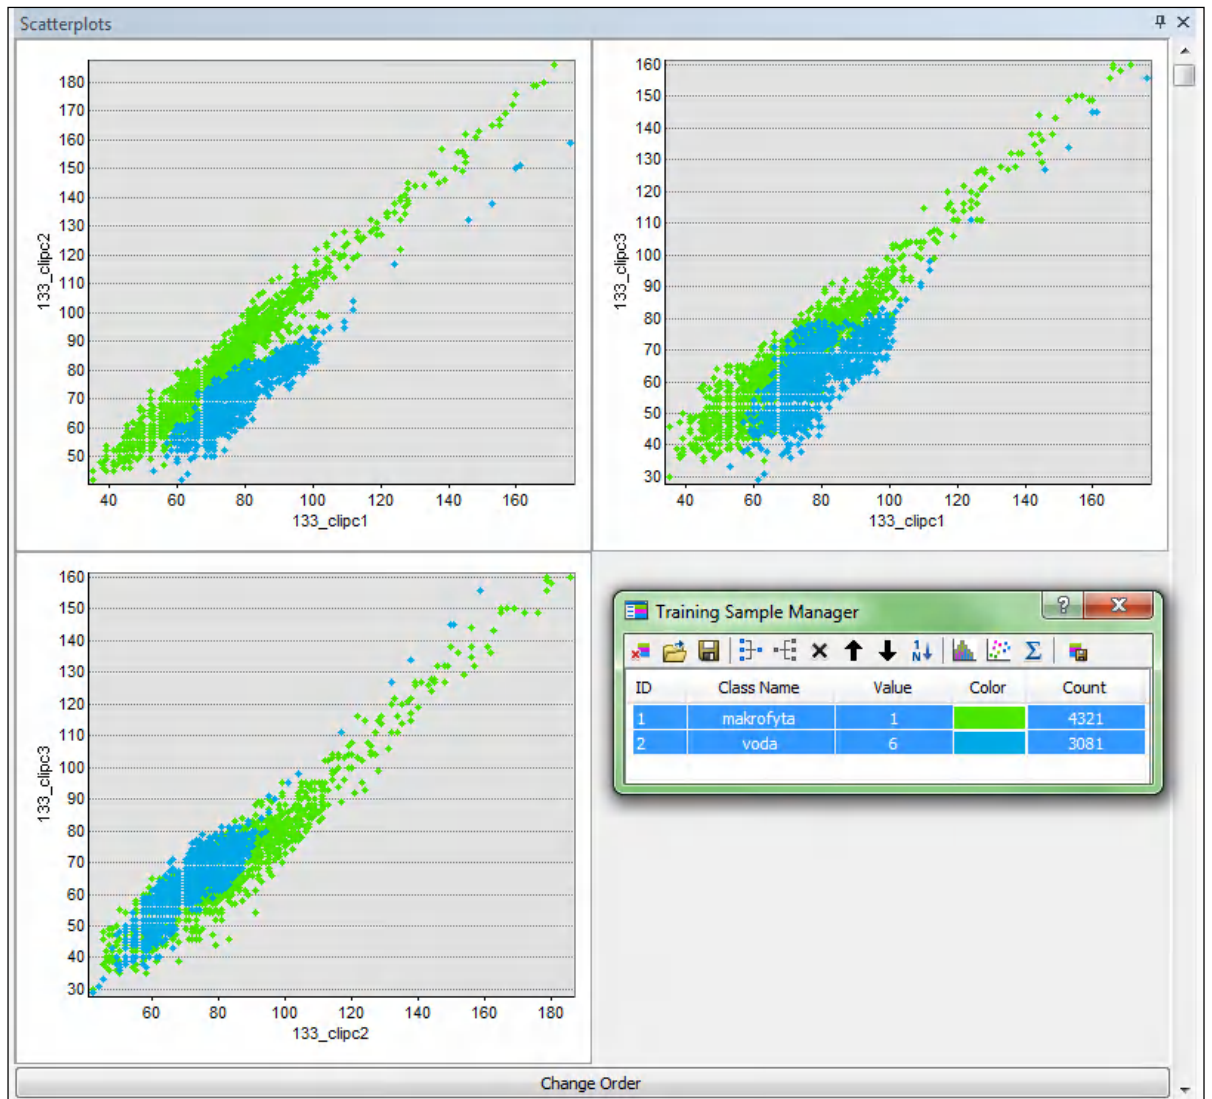 Scatterplots
180
170
160
150
140
130
120
110
100
90
80
70
60
50
133_clipc2
40 60 80 100 120 140 160
133_clipc1
160
150
140
130
120
110
100
90
80
70
60
50
40
30
133_clipc3
40 60 80 100 120 140 160
133_clipc1
160
150
140
130
120
110
100
90
80
70
60
50
40
30
133_clipc3
60 80 100 120 140 160 180
133_clipc2
Training Sample Manager
ID Class Name Value Color Count
1 makrofyta 1 4321
2 voda 6 3081
Change Order